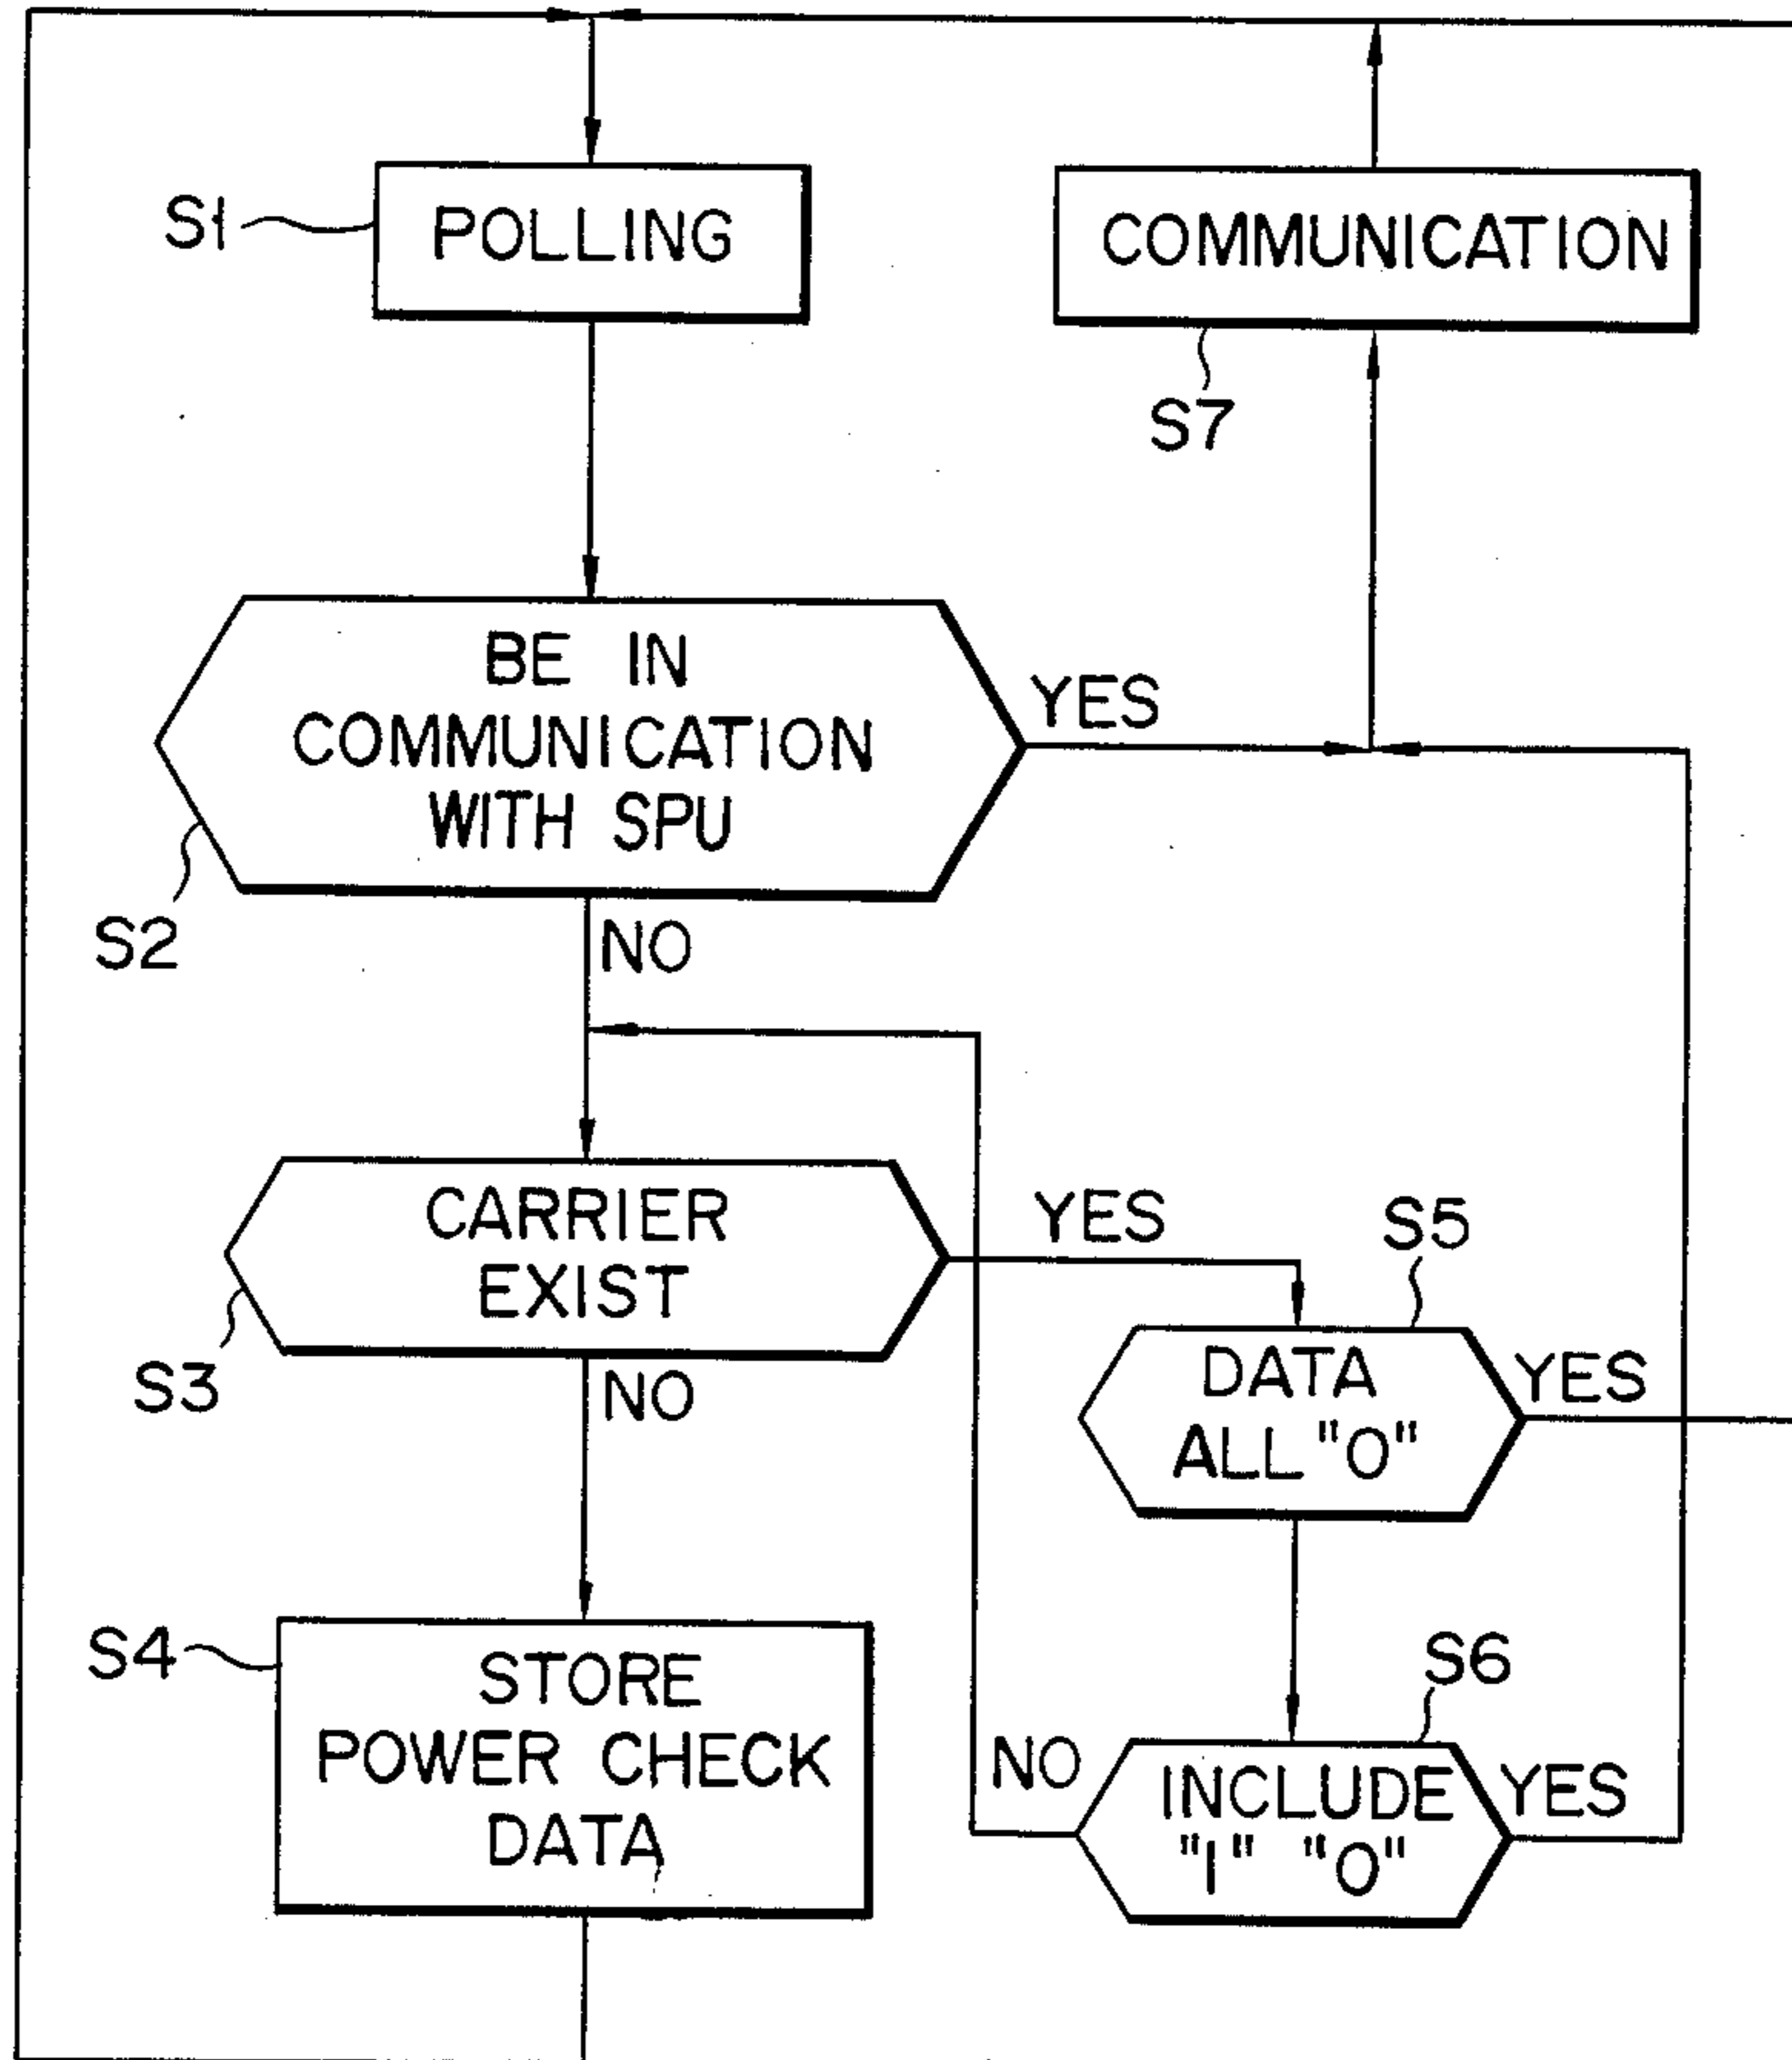 S1
POLLING
COMMUNICATION
S7
BE IN
COMMUNICATION
WITH SPU
YES
S2
NO
CARRIER
EXIST
YES
S3
NO
S5
DATA
ALL "0"
YES
S4
STORE
POWER CHECK
DATA
S6
NO
INCLUDE
"1" "0"
YES